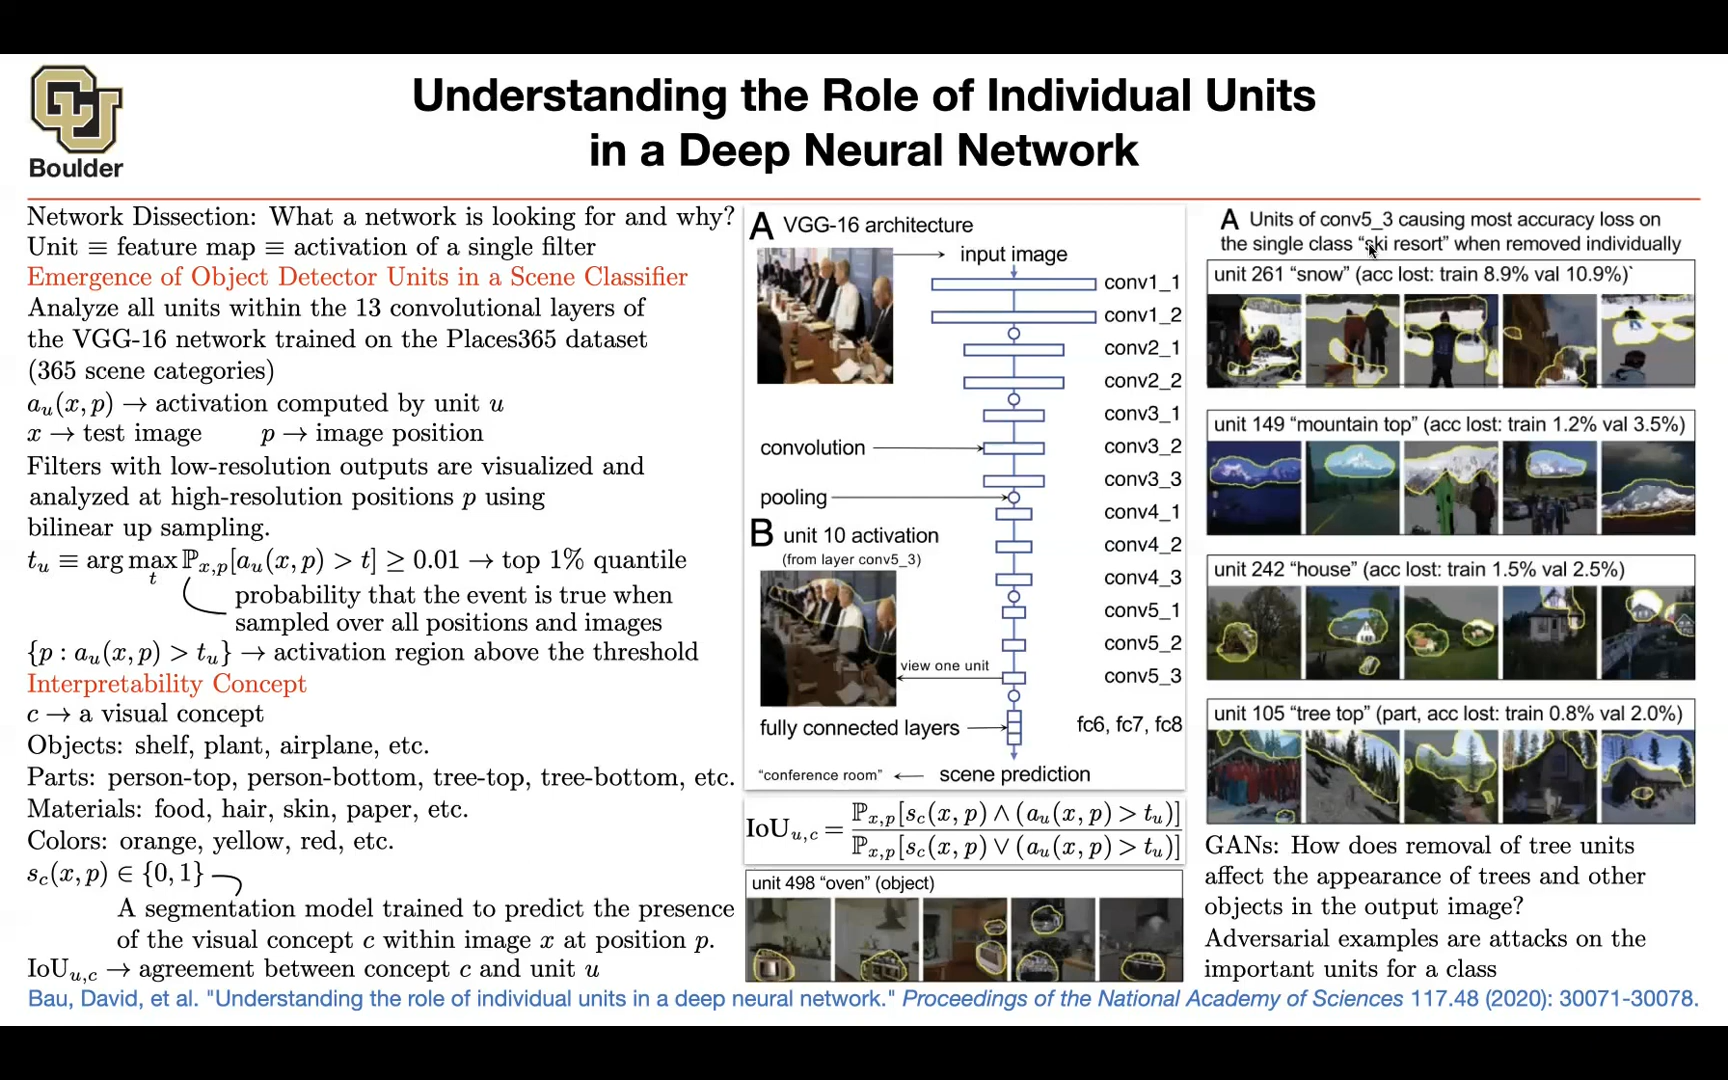 Boulder
Understanding the Role of Individual Units
in a Deep Neural Network
Network Dissection: What a network is looking for and why?
Unit ≡ feature map ≡ activation of a single filter
Emergence of Object Detector Units in a Scene Classifier
Analyze all units within the 13 convolutional layers of
the VGG-16 network trained on the Places365 dataset
(365 scene categories)
a_u(x, p) → activation computed by unit u
x → test image p → image position
Filters with low-resolution outputs are visualized and
analyzed at high-resolution positions p using
bilinear up sampling.
t_u ≡ arg max_t ℙ_{x,p}[a_u(x, p) > t] ≥ 0.01 → top 1% quantile
probability that the event is true when
sampled over all positions and images
{p : a_u(x, p) > t_u} → activation region above the threshold
Interpretability Concept
c → a visual concept
Objects: shelf, plant, airplane, etc.
Parts: person-top, person-bottom, tree-top, tree-bottom, etc.
Materials: food, hair, skin, paper, etc.
Colors: orange, yellow, red, etc.
s_c(x, p) ∈ {0, 1}
A segmentation model trained to predict the presence
of the visual concept c within image x at position p.
IoU_{u,c} → agreement between concept c and unit u
A VGG-16 architecture
input image
conv1_1
conv1_2
conv2_1
conv2_2
conv3_1
convolution
conv3_2
conv3_3
pooling
conv4_1
B unit 10 activation
(from layer conv5_3)
conv4_2
conv4_3
conv5_1
conv5_2
view one unit
conv5_3
fully connected layers
fc6, fc7, fc8
"conference room" ← scene prediction
IoU_{u,c} = ℙ_{x,p}[s_c(x, p) ∧ (a_u(x, p) > t_u)] / ℙ_{x,p}[s_c(x, p) ∨ (a_u(x, p) > t_u)]
unit 498 "oven" (object)
A Units of conv5_3 causing most accuracy loss on
the single class "ski resort" when removed individually
unit 261 "snow" (acc lost: train 8.9% val 10.9%)`
unit 149 "mountain top" (acc lost: train 1.2% val 3.5%)
unit 242 "house" (acc lost: train 1.5% val 2.5%)
unit 105 "tree top" (part, acc lost: train 0.8% val 2.0%)
GANs: How does removal of tree units
affect the appearance of trees and other
objects in the output image?
Adversarial examples are attacks on the
important units for a class
Bau, David, et al. "Understanding the role of individual units in a deep neural network." Proceedings of the National Academy of Sciences 117.48 (2020): 30071-30078.